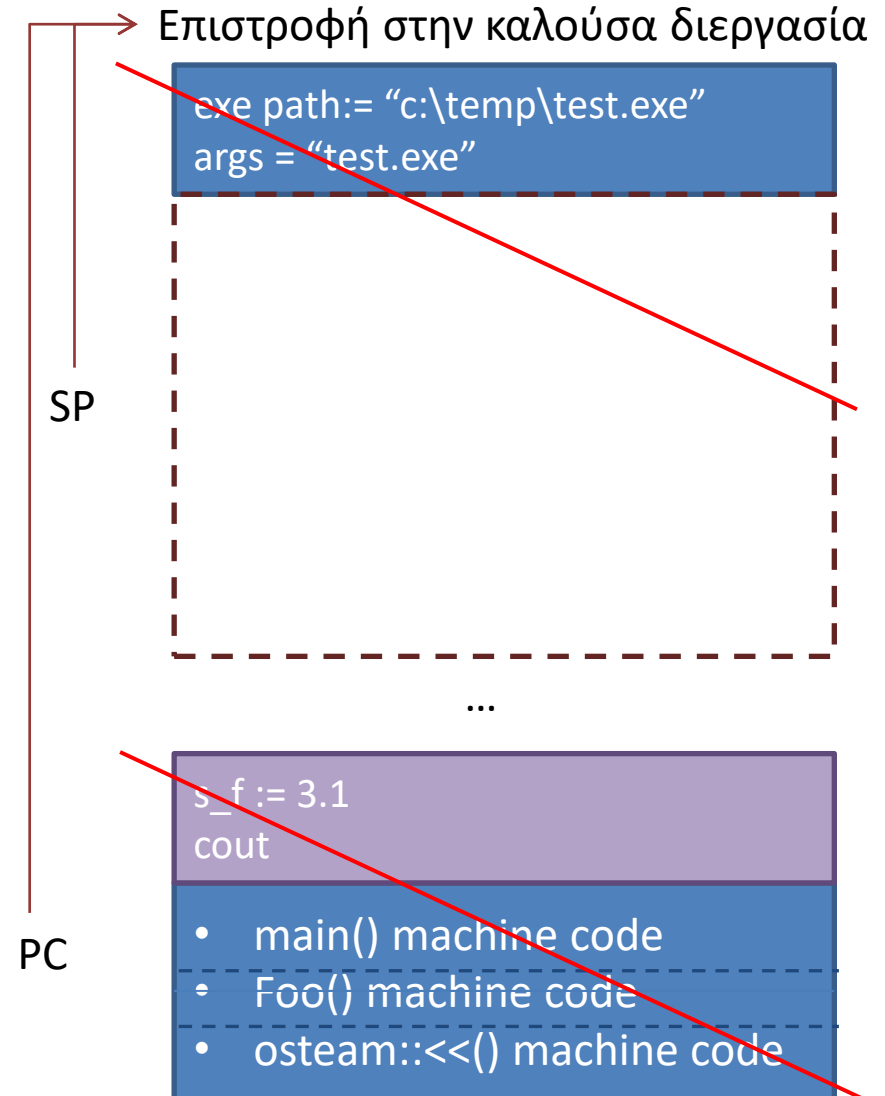 Επιστροφή στην καλούσα διεργασία
exe path:= “c:\temp\test.exe”
args = “test.exe”
SP
…
s_f := 3.1
cout
PC
• main() machine code
• Foo() machine code
• osteam::<<() machine code